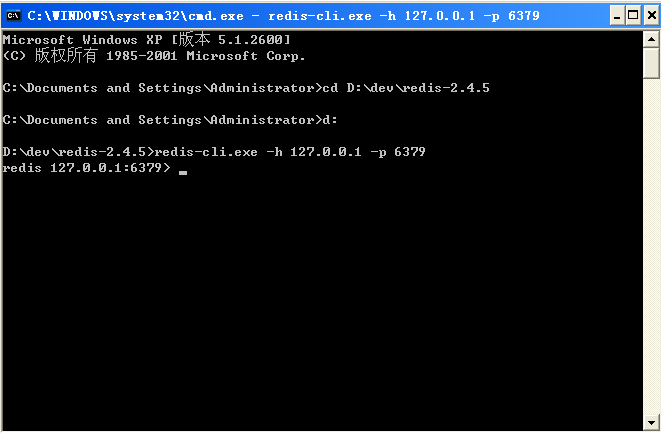 C:\WINDOWS\system32\cmd.exe - redis-cli.exe -h 127.0.0.1 -p 6379
Microsoft Windows XP [版本 5.1.2600]
(C) 版权所有 1985-2001 Microsoft Corp.
C:\Documents and Settings\Administrator>cd D:\dev\redis-2.4.5
C:\Documents and Settings\Administrator>d:
D:\dev\redis-2.4.5>redis-cli.exe -h 127.0.0.1 -p 6379
redis 127.0.0.1:6379>